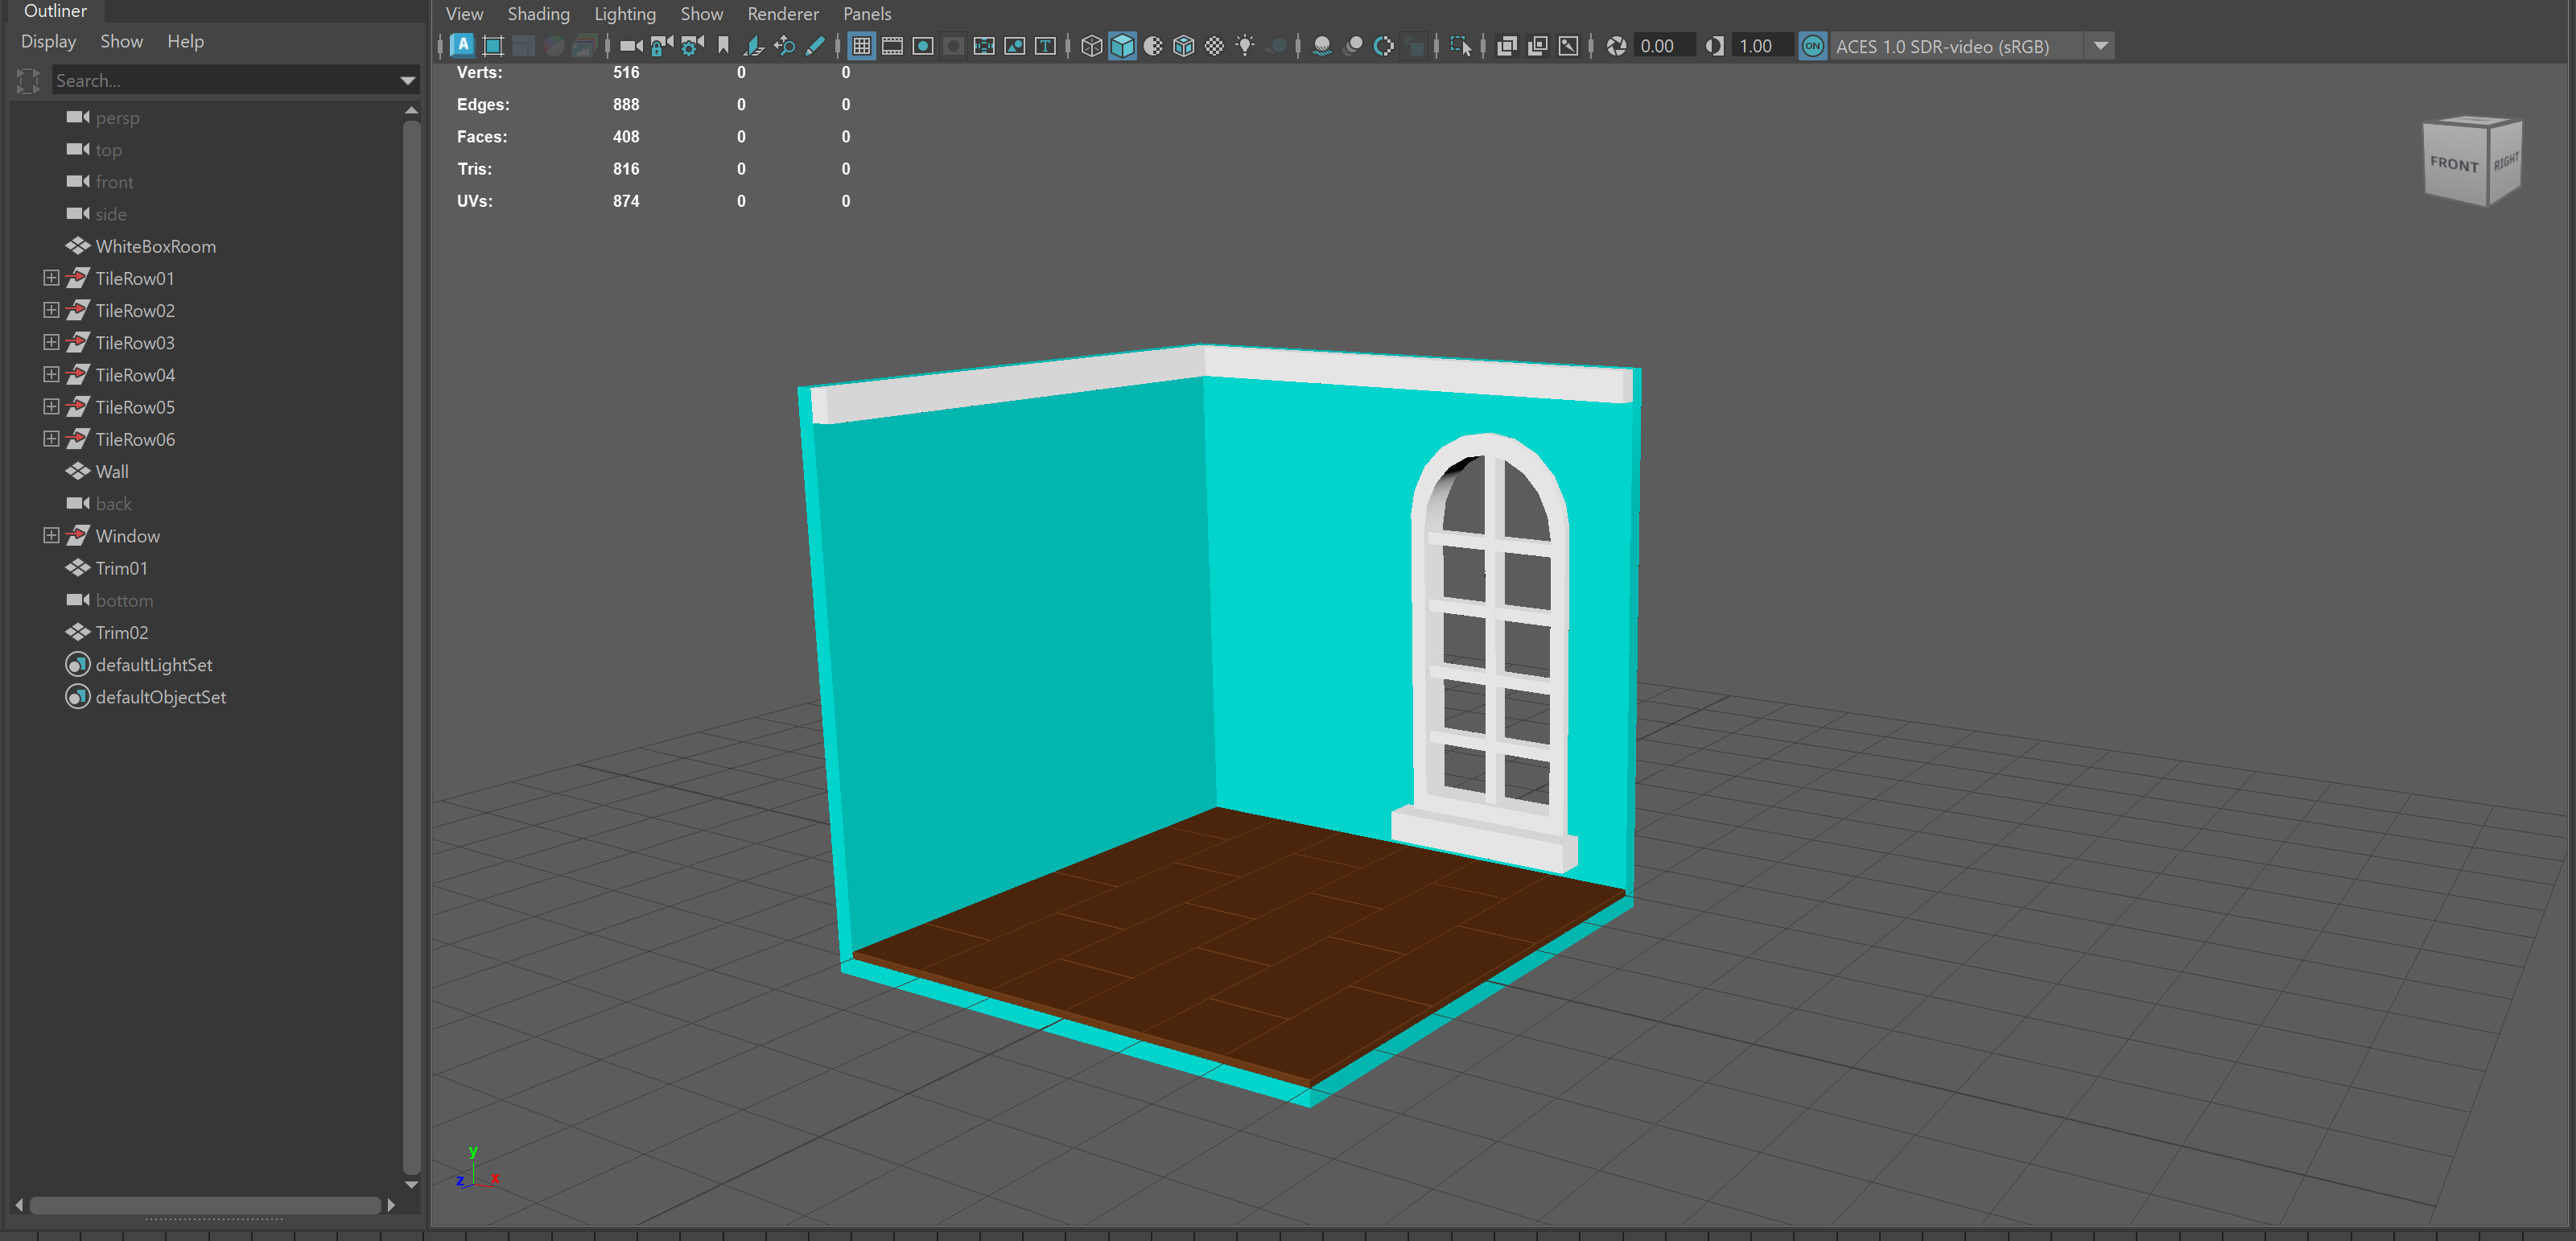 Outliner
Display Show Help
Search...
persp
top
front
side
WhiteBoxRoom
TileRow01
TileRow02
TileRow03
TileRow04
TileRow05
TileRow06
Wall
back
Window
Trim01
bottom
Trim02
defaultLightSet
defaultObjectSet
View Shading Lighting Show Renderer Panels
A
T
0.00
1.00
ON
ACES 1.0 SDR-video (sRGB)
Verts: 516 0 0
Edges: 888 0 0
Faces: 408 0 0
Tris: 816 0 0
UVs: 874 0 0
FRONT
RIGHT
y
z
x